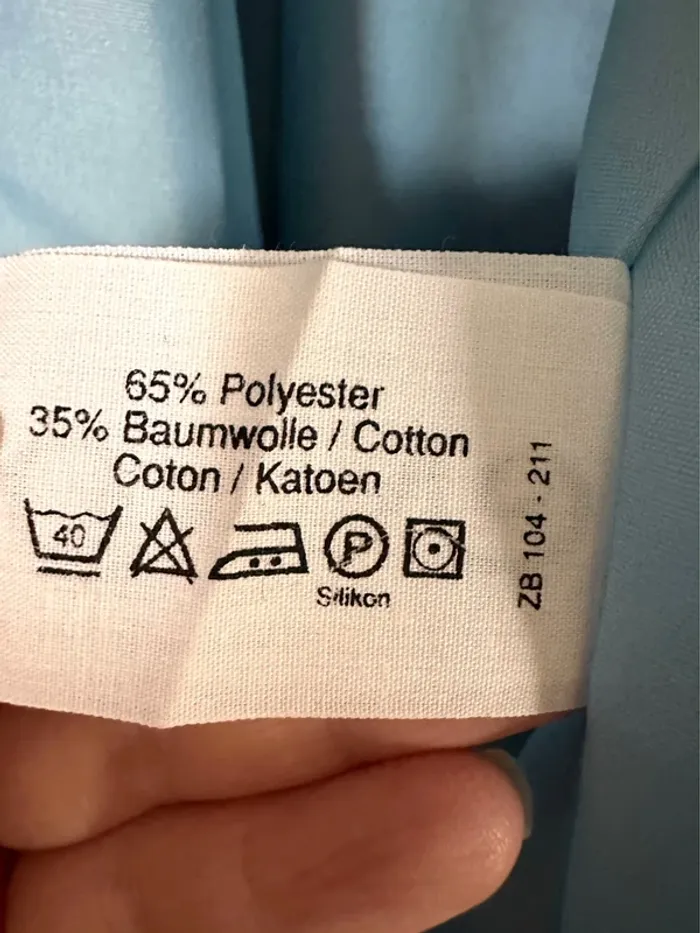 65% Polyester
35% Baumwolle / Cotton
Coton / Katoen
40
P
Silikon
ZB 104 - 211